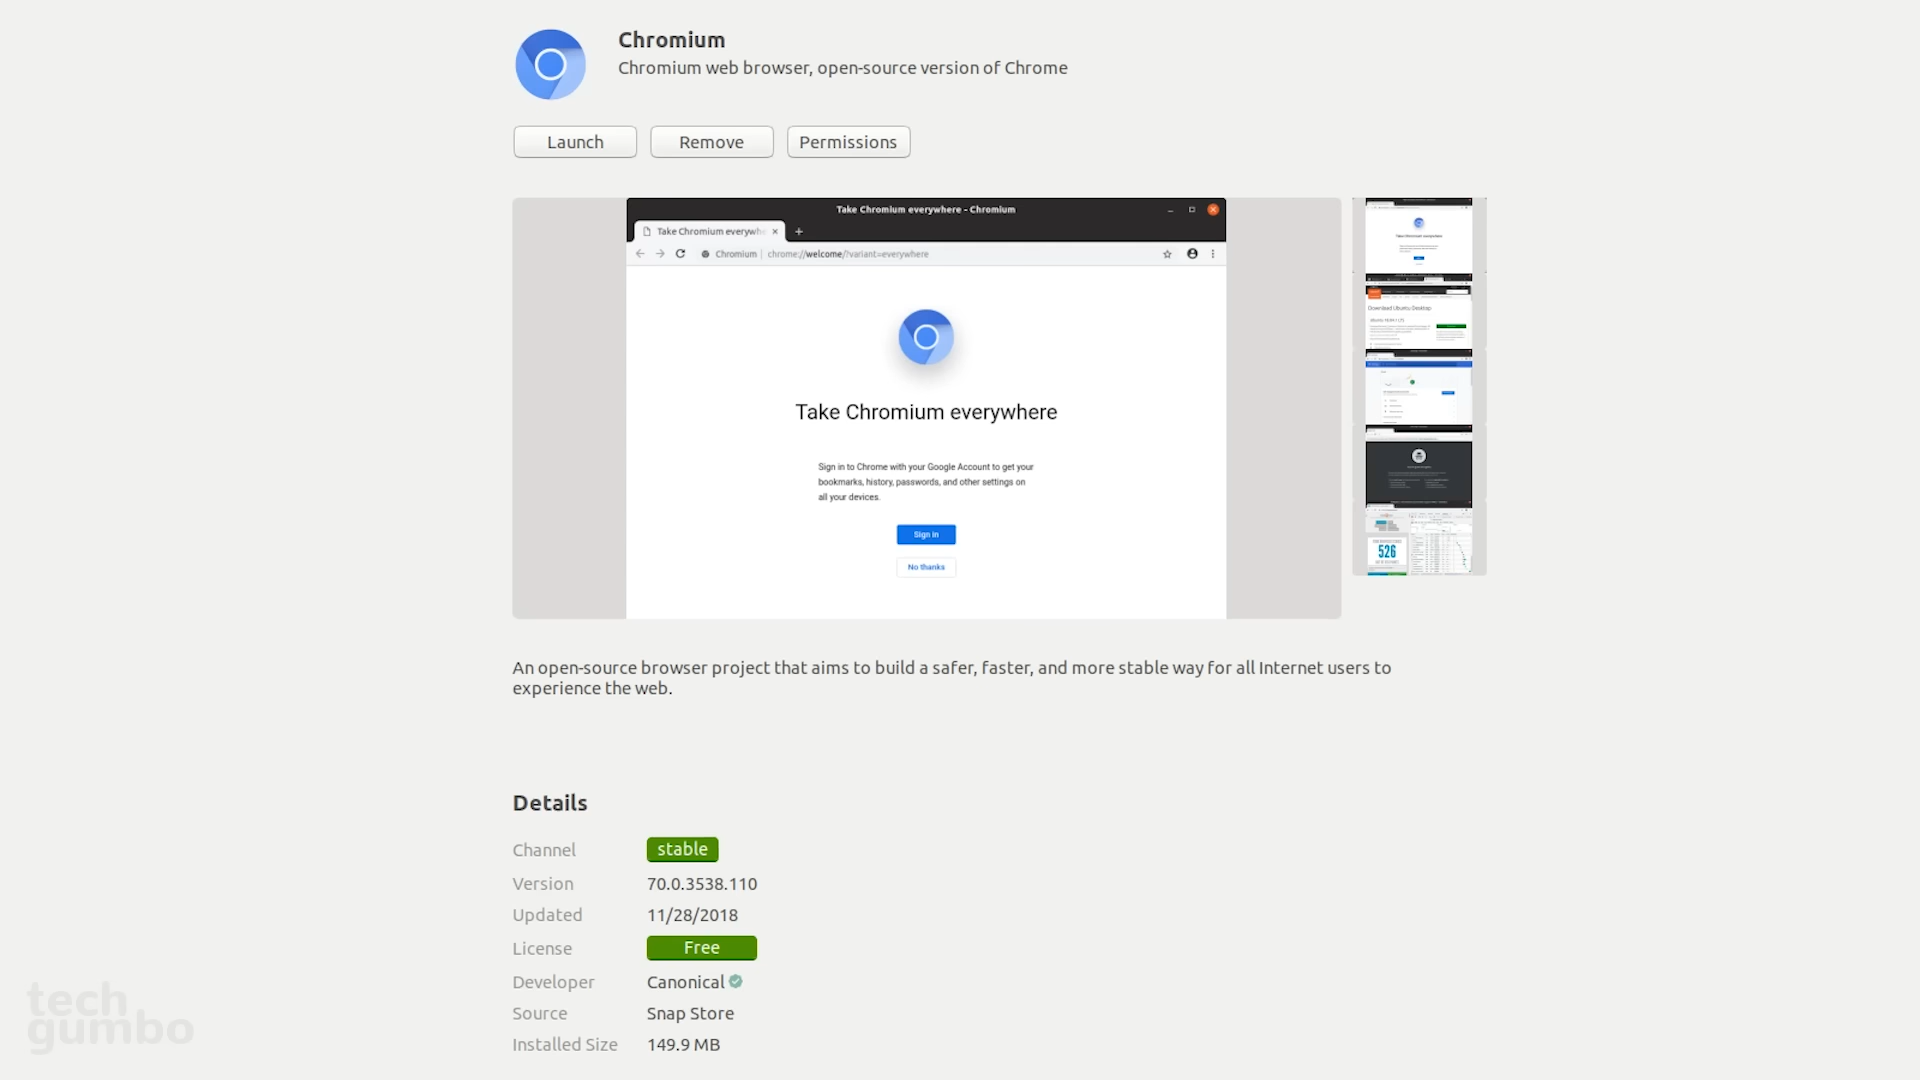 Chromium
Chromium web browser, open-source version of Chrome
Launch
Remove
Permissions
Take Chromium everywhere - Chromium
Take Chromium everywh
Chromium
chrome://welcome/?variant=everywhere
Take Chromium everywhere
Sign in to Chrome with your Google Account to get your
bookmarks, history, passwords, and other settings on
all your devices.
Sign in
No thanks
Download Ubuntu Desktop
526
An open-source browser project that aims to build a safer, faster, and more stable way for all Internet users to
experience the web.
Details
Channel stable
Version 70.0.3538.110
Updated 11/28/2018
License Free
Developer Canonical
Source Snap Store
Installed Size 149.9 MB
tech
gumbo